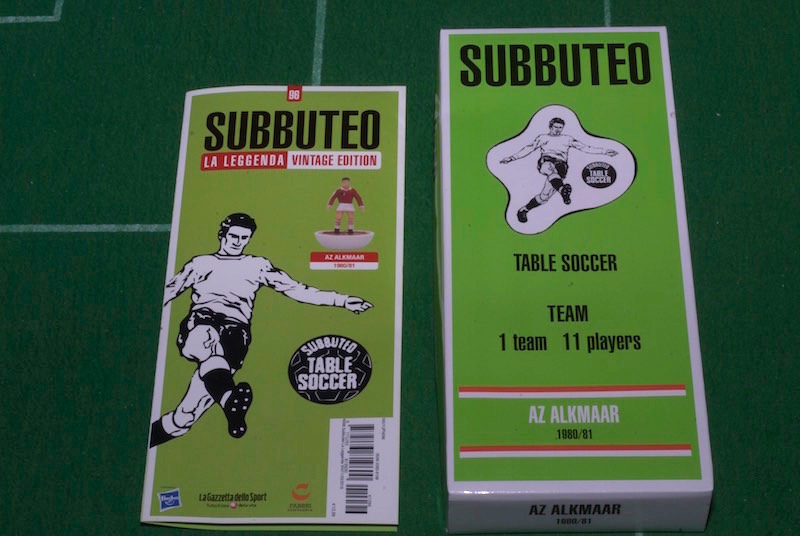 98
SUBBUTEO
LA LEGGENDA VINTAGE EDITION
AZ ALKMAAR
1980/81
SUBBUTEO
TABLE
SOCCER
Hasbro
La Gazzetta dello Sport
SUBBUTEO
SUBBUTEO
TABLE
SOCCER
TABLE SOCCER
TEAM
1 team 11 players
AZ ALKMAAR
1980/81
AZ ALKMAAR
1980/81